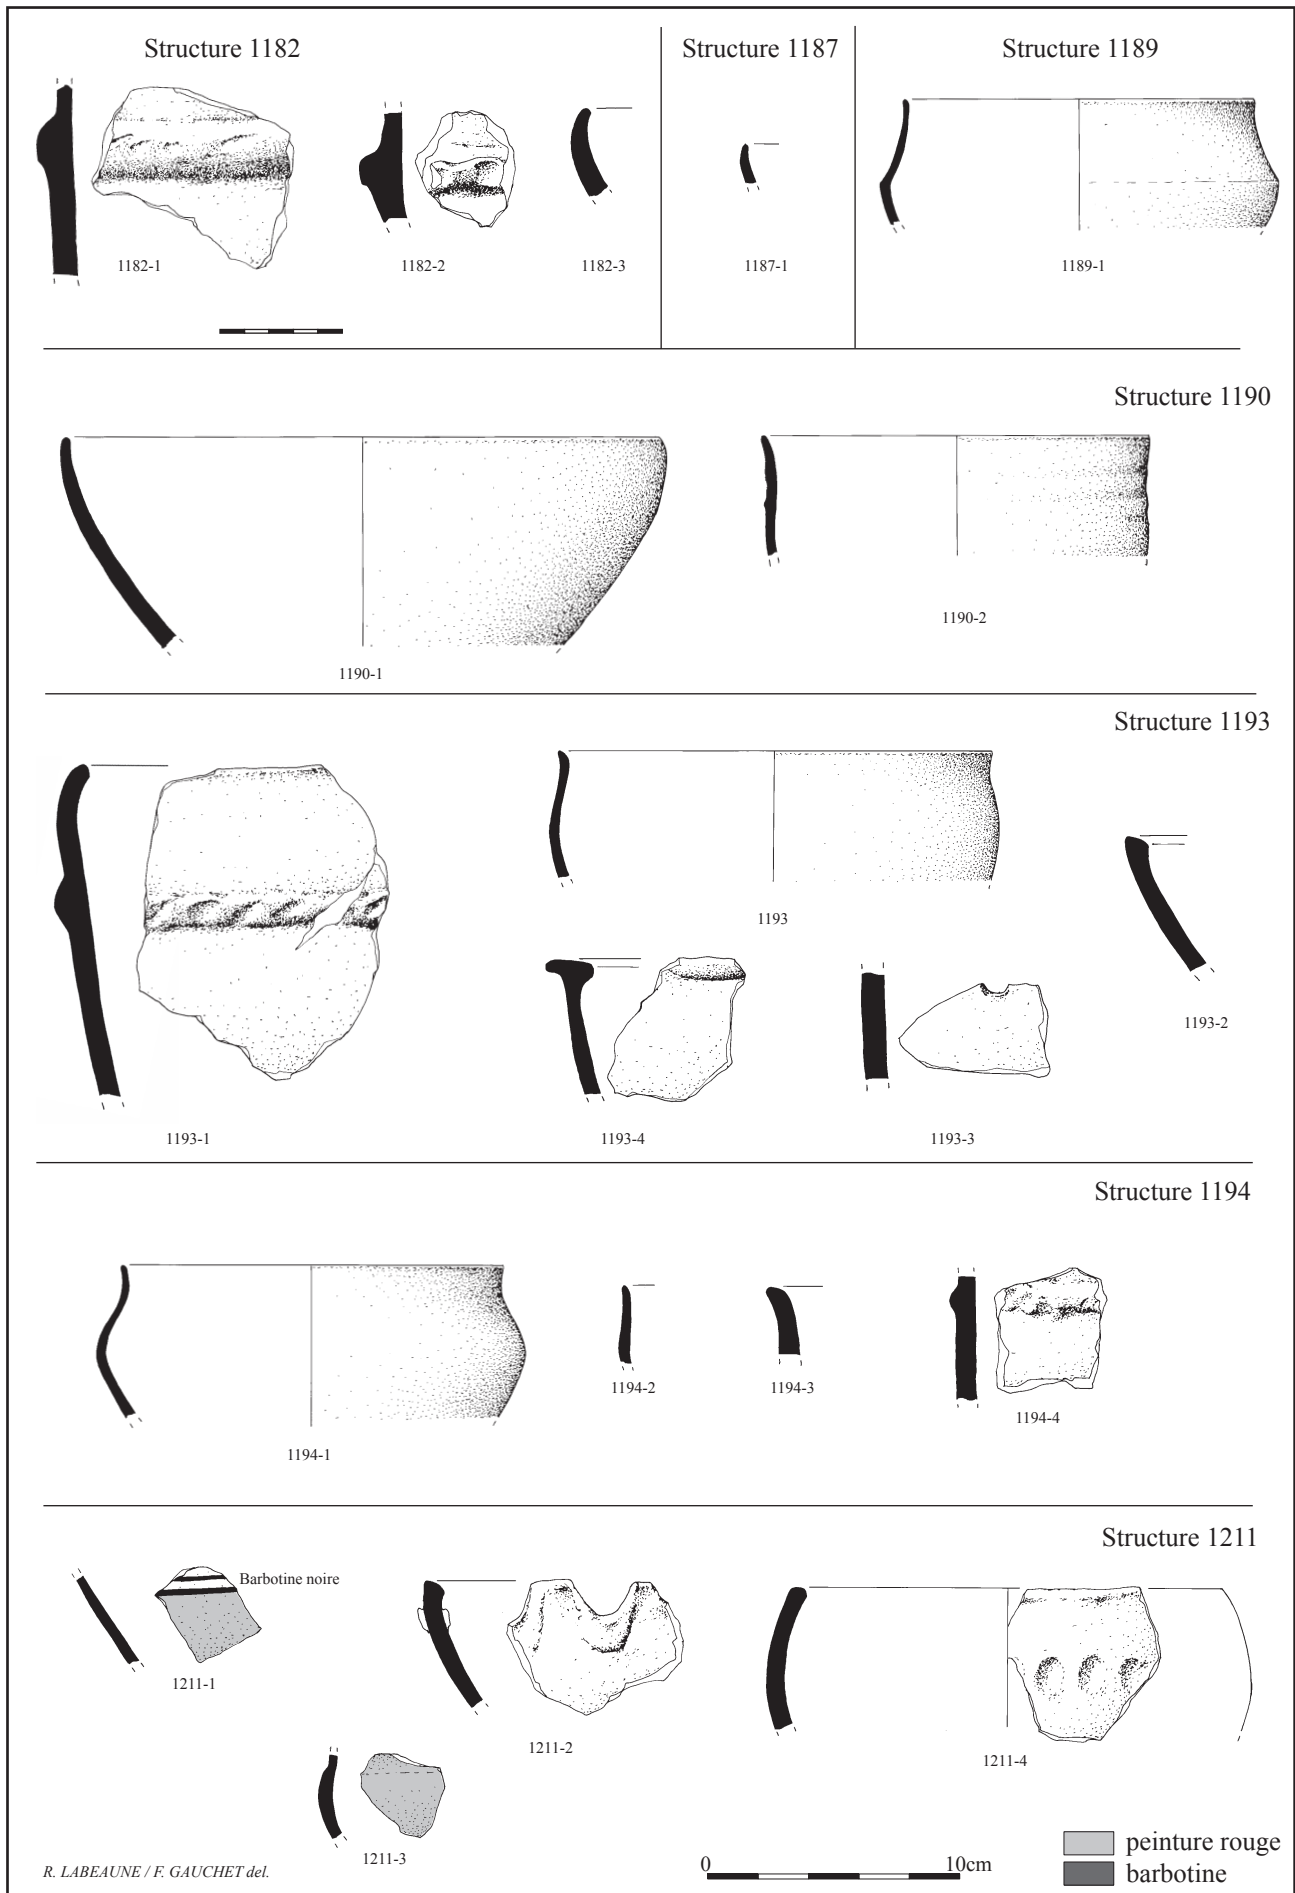 Structure 1182
Structure 1187
Structure 1189
1182-1
1182-2
1182-3
1187-1
1189-1
Structure 1190
1190-1
1190-2
Structure 1193
1193
1193-2
1193-1
1193-4
1193-3
Structure 1194
1194-1
1194-2
1194-3
1194-4
Structure 1211
Barbotine noire
1211-1
1211-2
1211-4
1211-3
R. LABEAUNE / F. GAUCHET del.
0 10cm
peinture rouge
barbotine